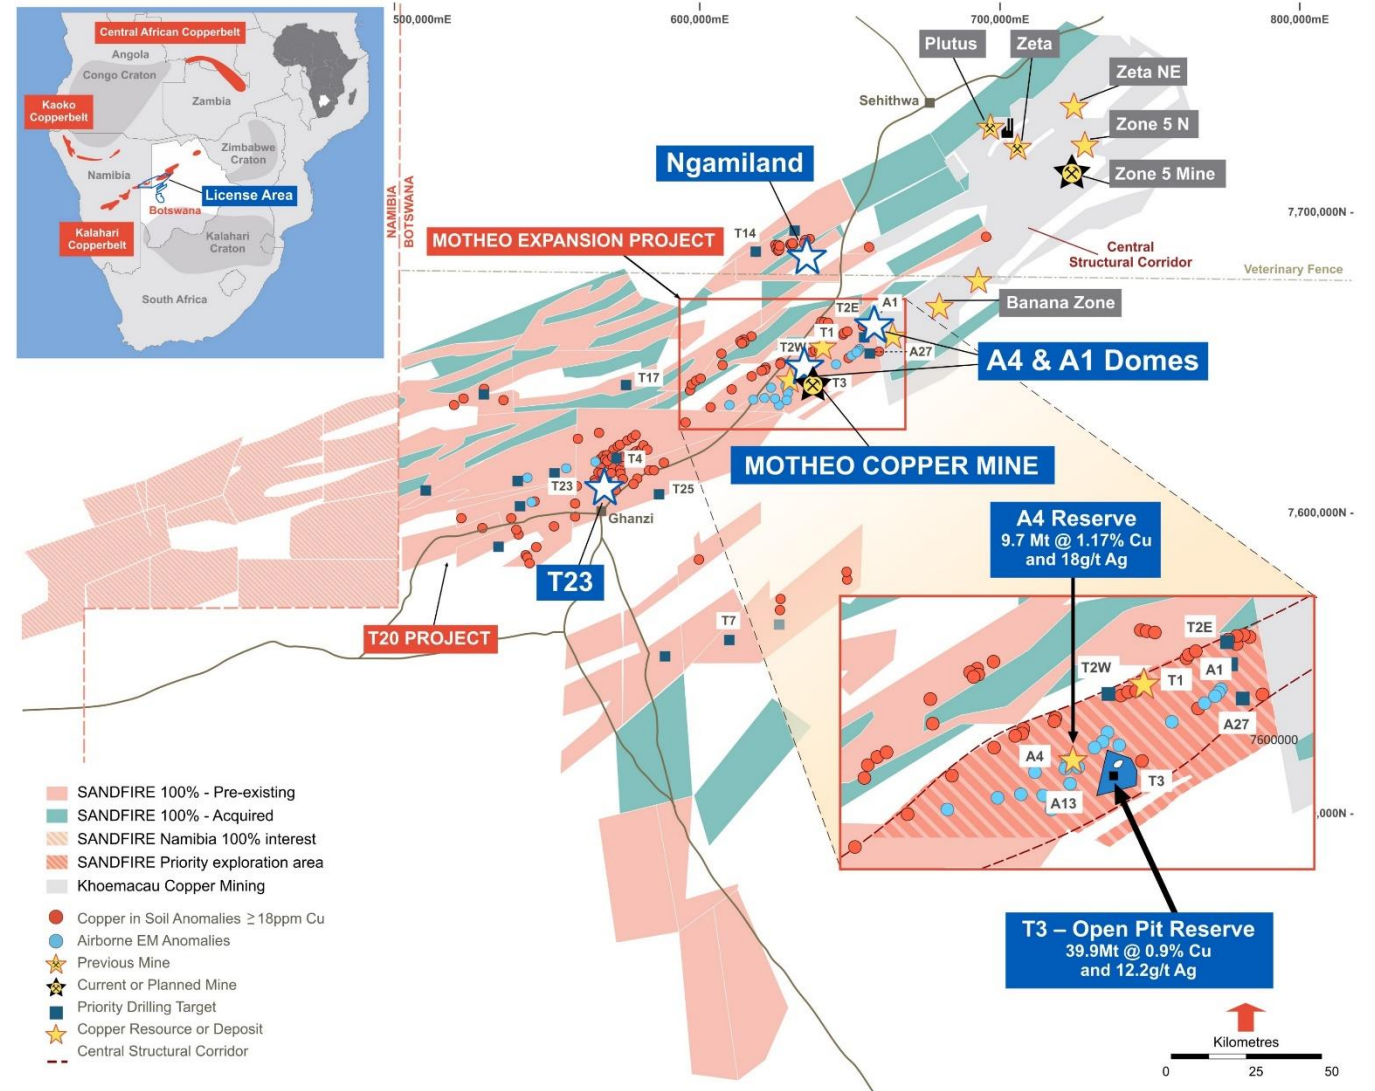 500,000mE
600,000mE
700,000mE
800,000mE
Central African Copperbelt
Angola
Congo Craton
Zambia
Kaoko
Copperbelt
Zimbabwe
Craton
Namibia
License Area
Botswana
Kalahari
Copperbelt
Kalahari
Craton
South Africa
NAMIBIA
BOTSWANA
Plutus
Zeta
Zeta NE
Sehithwa
Zone 5 N
Zone 5 Mine
Ngamiland
7,700,000N -
T14
MOTHEO EXPANSION PROJECT
Central
Structural Corridor
Veterinary Fence
Banana Zone
T2E
A1
T1
T2W
A27
A4 & A1 Domes
T3
T17
MOTHEO COPPER MINE
T4
T23
T25
Ghanzi
7,600,000N -
A4 Reserve
9.7 Mt @ 1.17% Cu
and 18g/t Ag
T23
T7
T20 PROJECT
T2E
T2W
A1
T1
A27
7600000
A4
T3
A13
,000N -
SANDFIRE 100% - Pre-existing
SANDFIRE 100% - Acquired
SANDFIRE Namibia 100% interest
SANDFIRE Priority exploration area
Khoemacau Copper Mining
Copper in Soil Anomalies ≥18ppm Cu
Airborne EM Anomalies
Previous Mine
Current or Planned Mine
Priority Drilling Target
Copper Resource or Deposit
Central Structural Corridor
T3 – Open Pit Reserve
39.9Mt @ 0.9% Cu
and 12.2g/t Ag
Kilometres
0 25 50